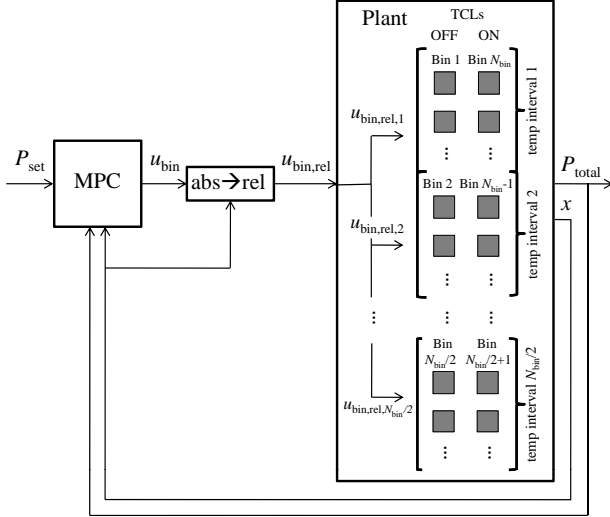 Plant
TCLs
OFF ON
Bin 1 Bin N_bin
u_bin,rel,1
temp interval 1
P_set
MPC
u_bin
abs→rel
u_bin,rel
P_total
x
Bin 2 Bin N_bin-1
u_bin,rel,2
temp interval 2
Bin Bin
N_bin/2 N_bin/2+1
u_bin,rel,N_bin/2
temp interval N_bin/2